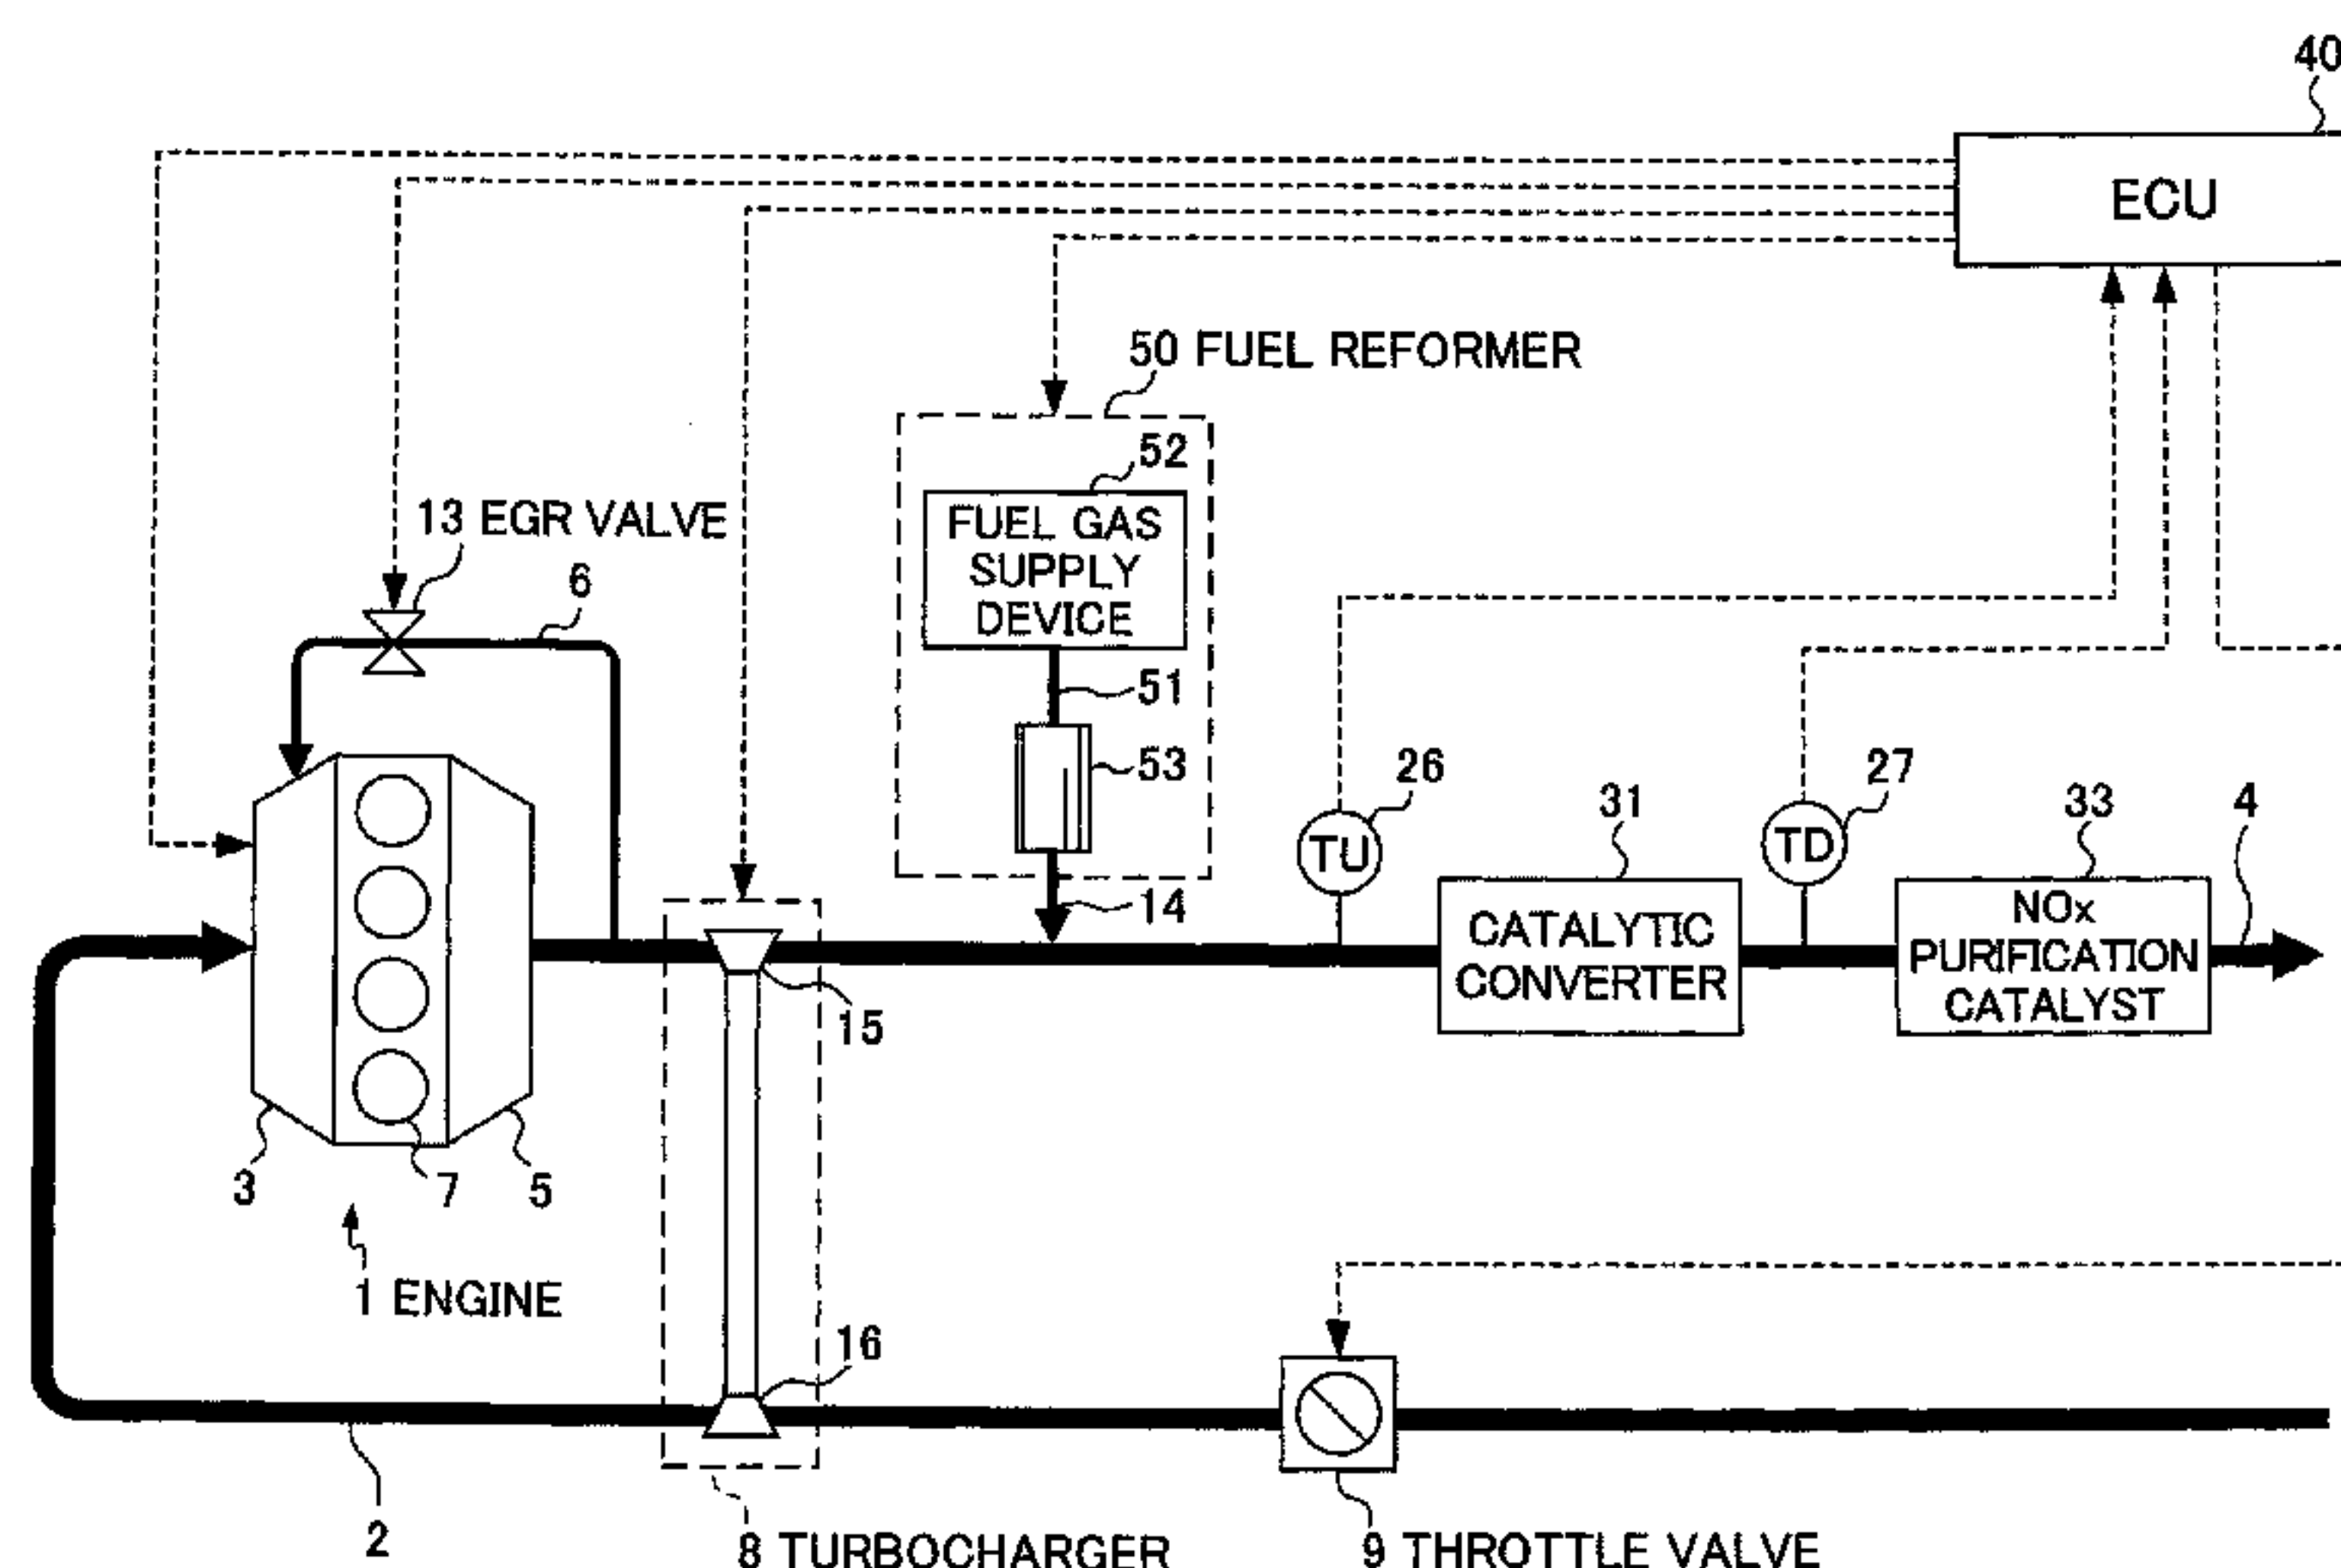 40
ECU
50 FUEL REFORMER
52
FUEL GAS
SUPPLY
DEVICE
13 EGR VALVE
6
51
53
26
TU
31
27
TD
33
4
14
CATALYTIC
CONVERTER
NOx
PURIFICATION
CATALYST
15
3
7
5
1 ENGINE
16
2
8 TURBOCHARGER
9 THROTTLE VALVE